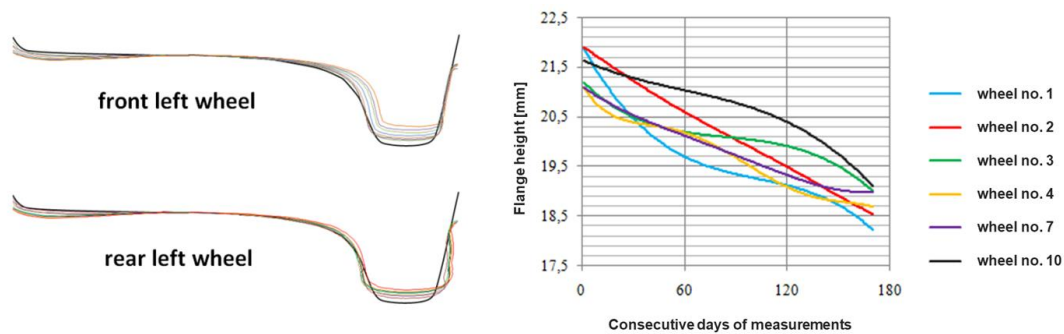 front left wheel
rear left wheel
Flange height [mm]
22,5
21,5
20,5
19,5
18,5
17,5
0
60
120
180
Consecutive days of measurements
wheel no. 1
wheel no. 2
wheel no. 3
wheel no. 4
wheel no. 7
wheel no. 10